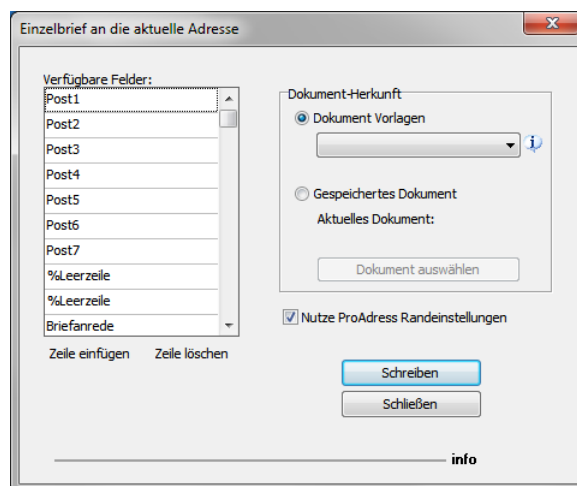 Einzelbrief an die aktuelle Adresse
Verfügbare Felder:
Post1
Post2
Post3
Post4
Post5
Post6
Post7
%Leerzeile
%Leerzeile
Briefanrede
Zeile einfügen Zeile löschen
Dokument-Herkunft
Dokument Vorlagen
Gespeichertes Dokument
Aktuelles Dokument:
Dokument auswählen
Nutze ProAdress Randeinstellungen
Schreiben
Schließen
info